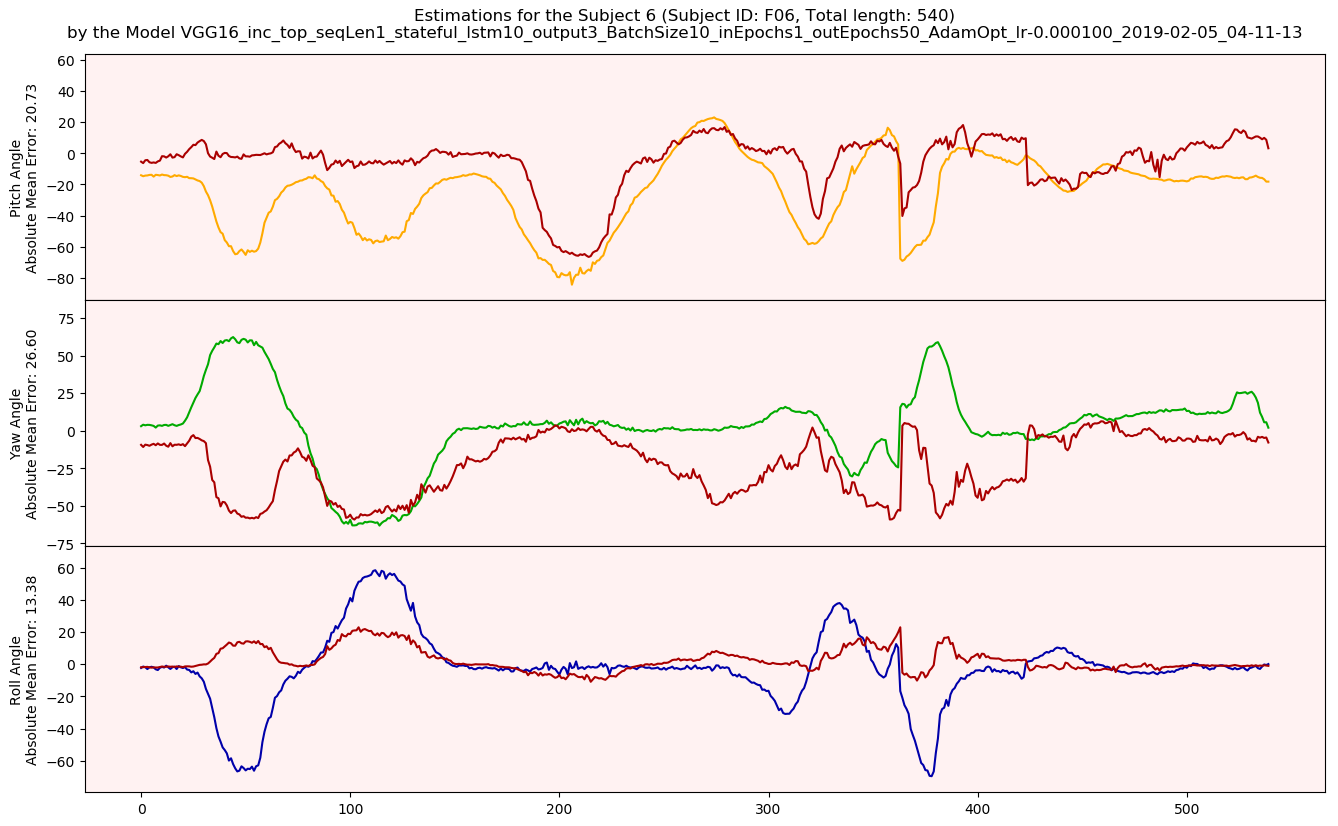 Estimations for the Subject 6 (Subject ID: F06, Total length: 540)
by the Model VGG16_inc_top_seqLen1_stateful_lstm10_output3_BatchSize10_inEpochs1_outEpochs50_AdamOpt_lr-0.000100_2019-02-05_04-11-13
Pitch Angle
Absolute Mean Error: 20.73
60
40
20
0
−20
−40
−60
−80
Yaw Angle
Absolute Mean Error: 26.60
75
50
25
0
−25
−50
−75
Roll Angle
Absolute Mean Error: 13.38
60
40
20
0
−20
−40
−60
0 100 200 300 400 500